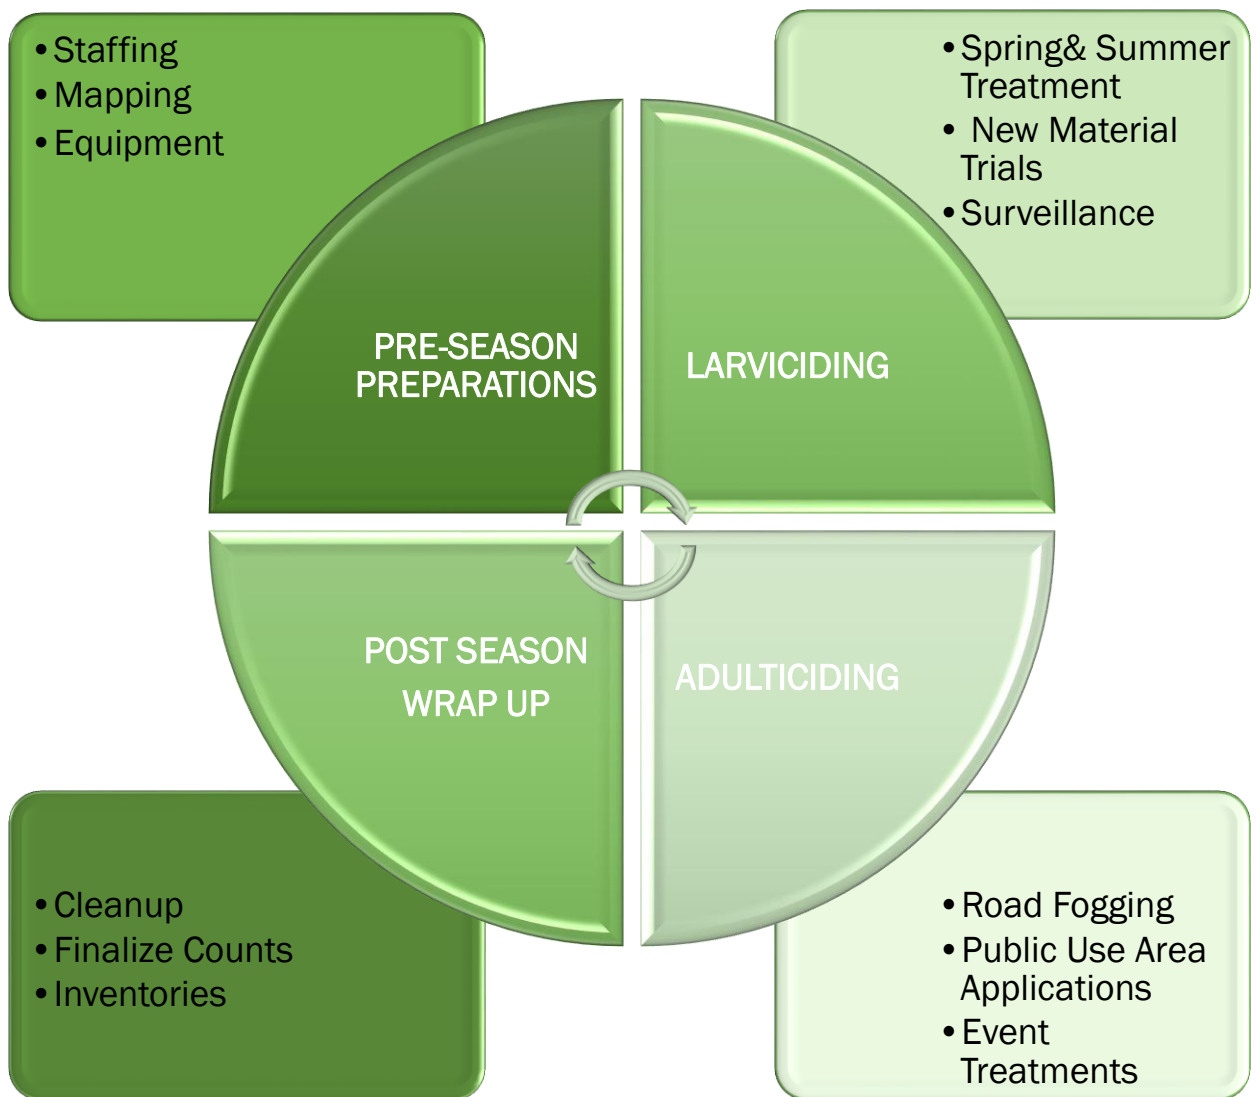 •Staffing
•Mapping
•Equipment
•Spring& Summer
Treatment
• New Material
Trials
•Surveillance
PRE-SEASON
PREPARATIONS
LARVICIDING
POST SEASON
WRAP UP
ADULTICIDING
•Cleanup
•Finalize Counts
•Inventories
•Road Fogging
•Public Use Area
Applications
•Event
Treatments